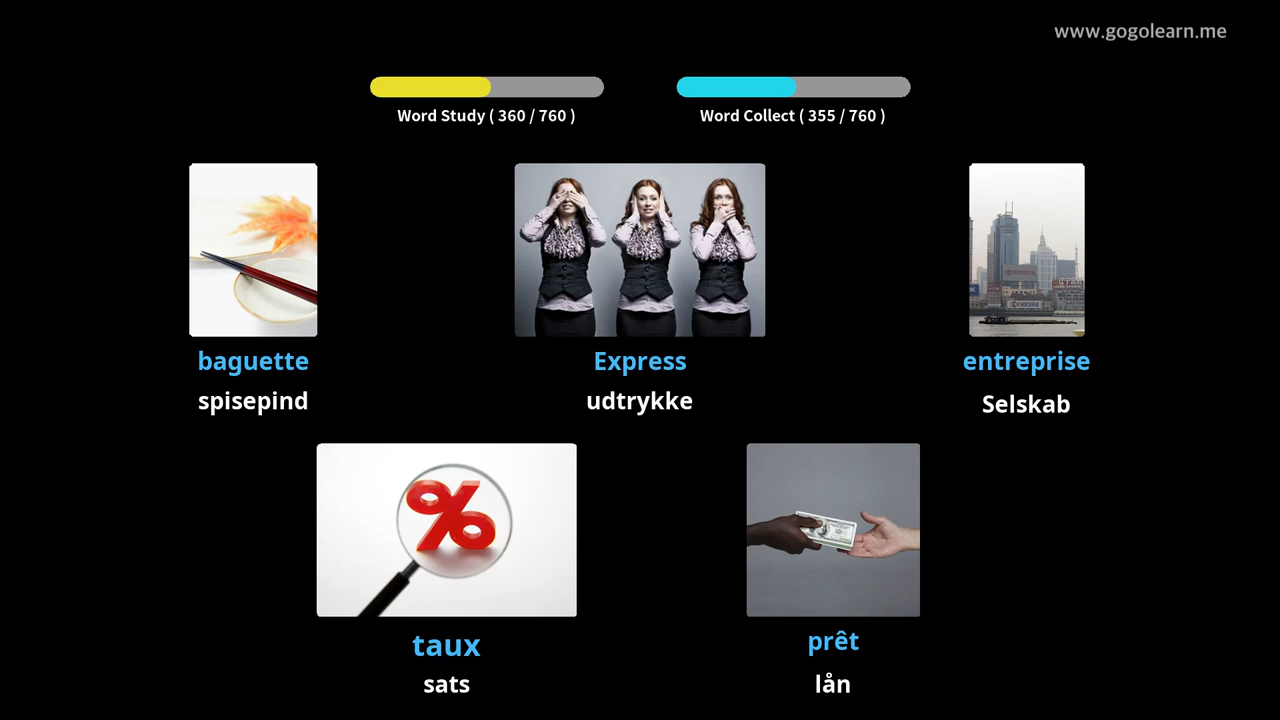 www.gogolearn.me
Word Study ( 360 / 760 )
Word Collect ( 355 / 760 )
TOYOTA
baguette
Express
entreprise
spisepind
udtrykke
Selskab
%
taux
prêt
sats
lån